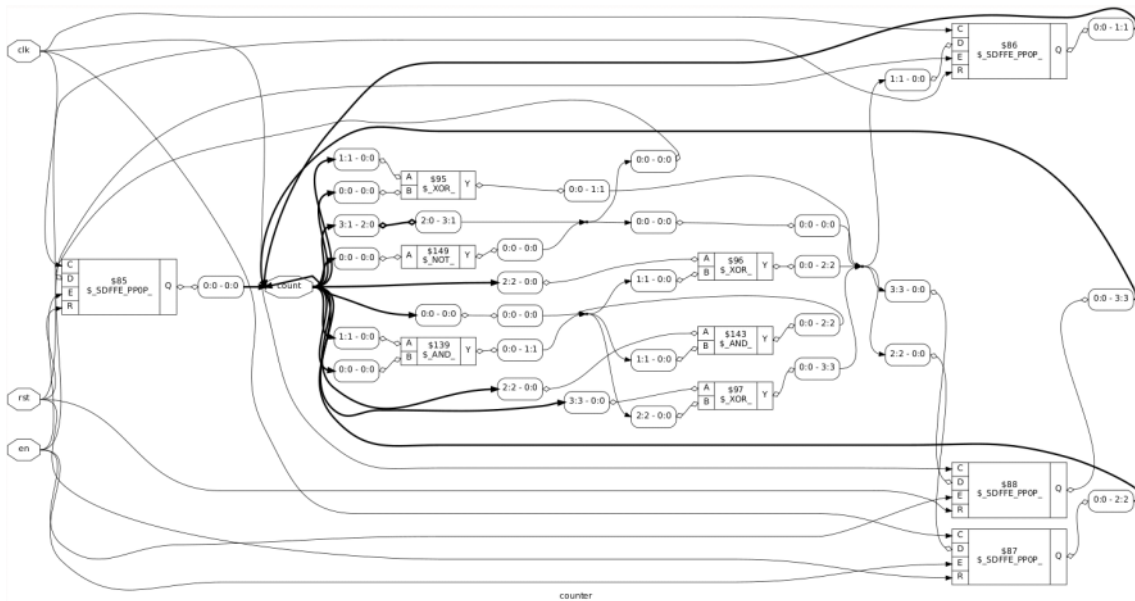 clk
C
D
E
R
$86
$_SDFFE_PP0P_
Q
0:0 - 1:1
1:1 - 0:0
1:1 - 0:0
0:0 - 0:0
A
B
$95
$_XOR_
Y
0:0 - 1:1
0:0 - 0:0
3:1 - 2:0
2:0 - 3:1
0:0 - 0:0
0:0 - 0:0
0:0 - 0:0
A
$149
$_NOT_
Y
0:0 - 0:0
C
D
E
R
$85
$_SDFFE_PP0P_
Q
0:0 - 0:0
count
2:2 - 0:0
A
B
$96
$_XOR_
Y
0:0 - 2:2
1:1 - 0:0
3:3 - 0:0
0:0 - 3:3
0:0 - 0:0
0:0 - 0:0
1:1 - 0:0
0:0 - 0:0
A
B
$139
$_AND_
Y
0:0 - 1:1
A
B
$143
$_AND_
Y
0:0 - 2:2
1:1 - 0:0
2:2 - 0:0
2:2 - 0:0
3:3 - 0:0
A
B
$97
$_XOR_
Y
0:0 - 3:3
2:2 - 0:0
rst
en
C
D
E
R
$88
$_SDFFE_PP0P_
Q
0:0 - 2:2
C
D
E
R
$87
$_SDFFE_PP0P_
Q
counter